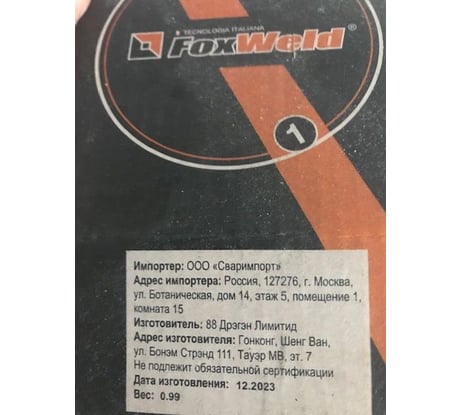 TECNOLOGIA ITALIANA
FoxWeld
1
Импортер: ООО «Сваримпорт»
Адрес импортера: Россия, 127276, г. Москва,
ул. Ботаническая, дом 14, этаж 5, помещение 1,
комната 15
Изготовитель: 88 Дрэгэн Лимитид
Адрес изготовителя: Гонконг, Шенг Ван,
ул. Бонэм Стрэнд 111, Тауэр МВ, эт. 7
Не подлежит обязательной сертификации
Дата изготовления: 12.2023
Вес: 0.99